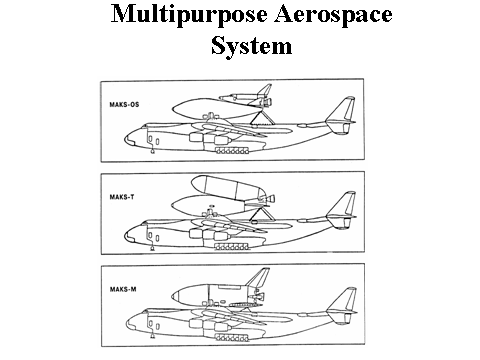 Multipurpose Aerospace
System
MAKS-OS
MAKS-T
MAKS-M